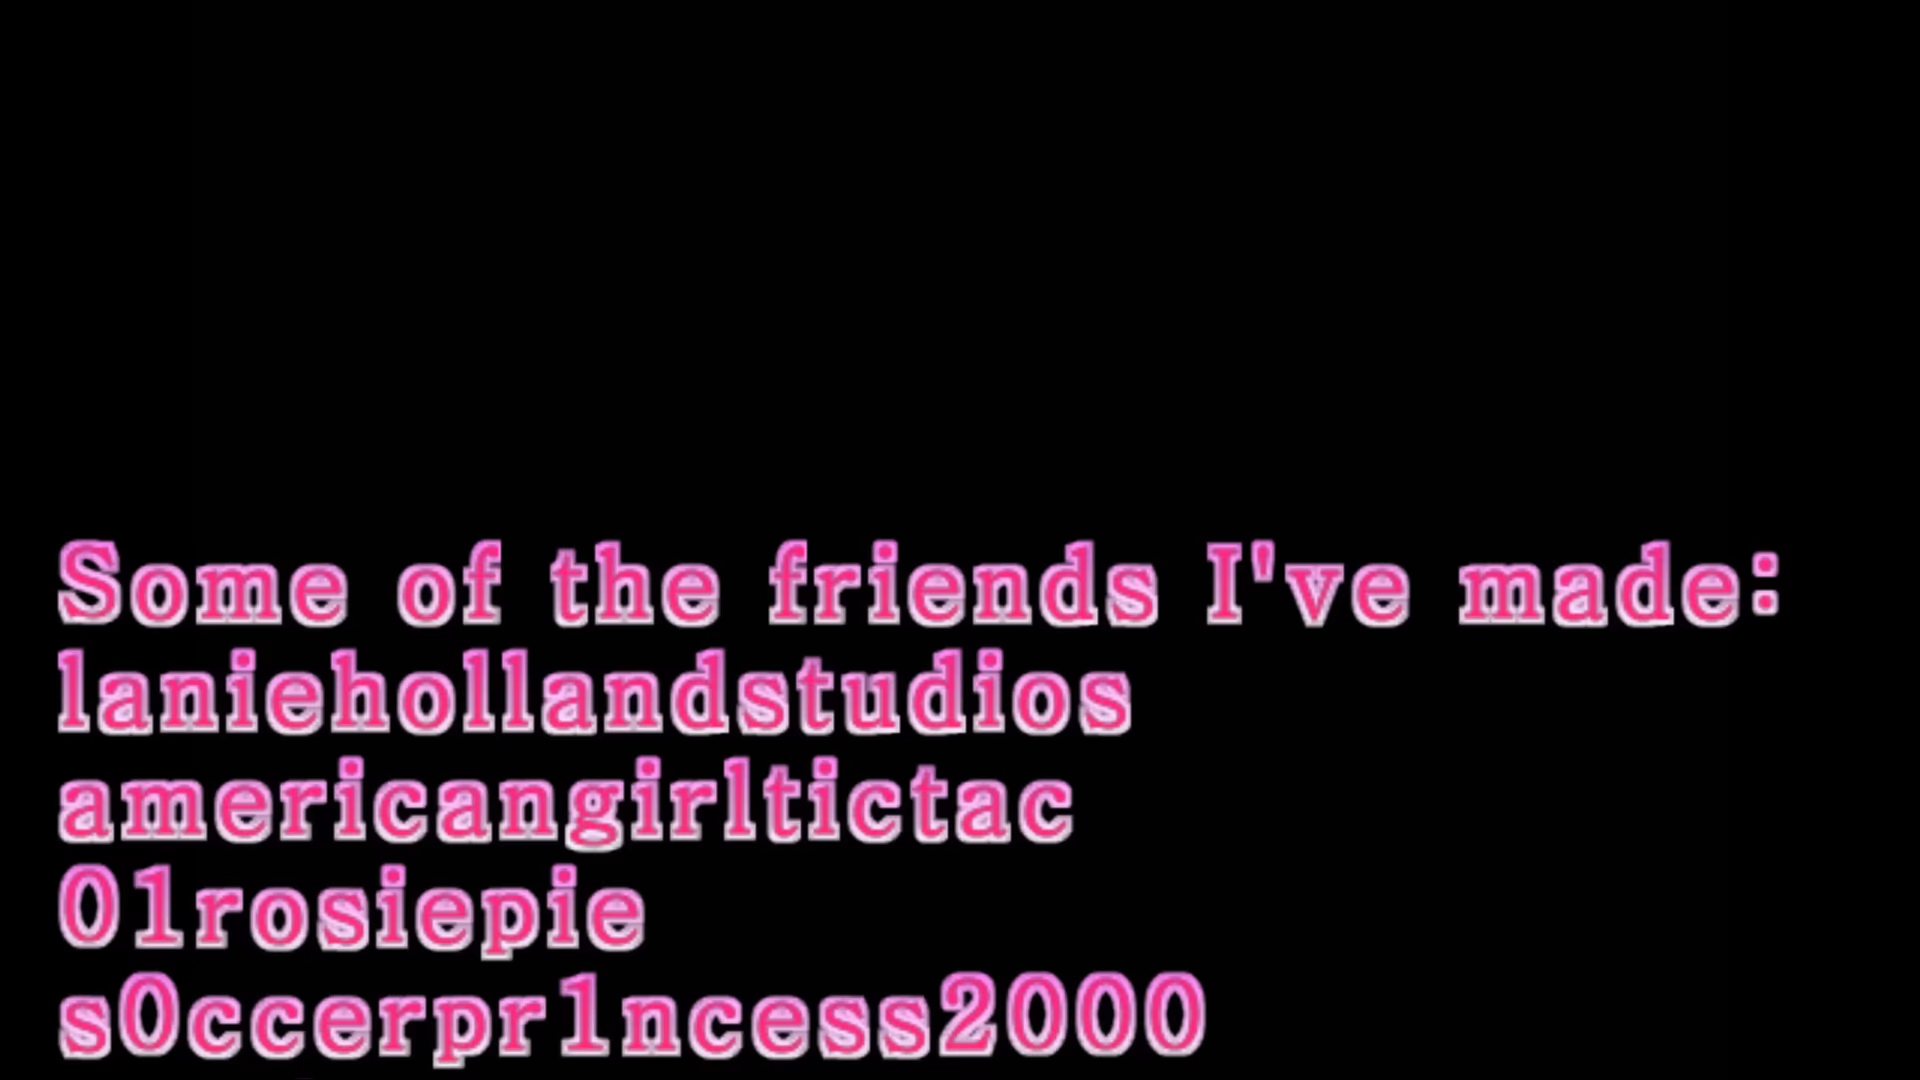 Some of the friends I've made:
laniehollandstudios
americangirltictac
01rosiepie
s0ccerpr1ncess2000